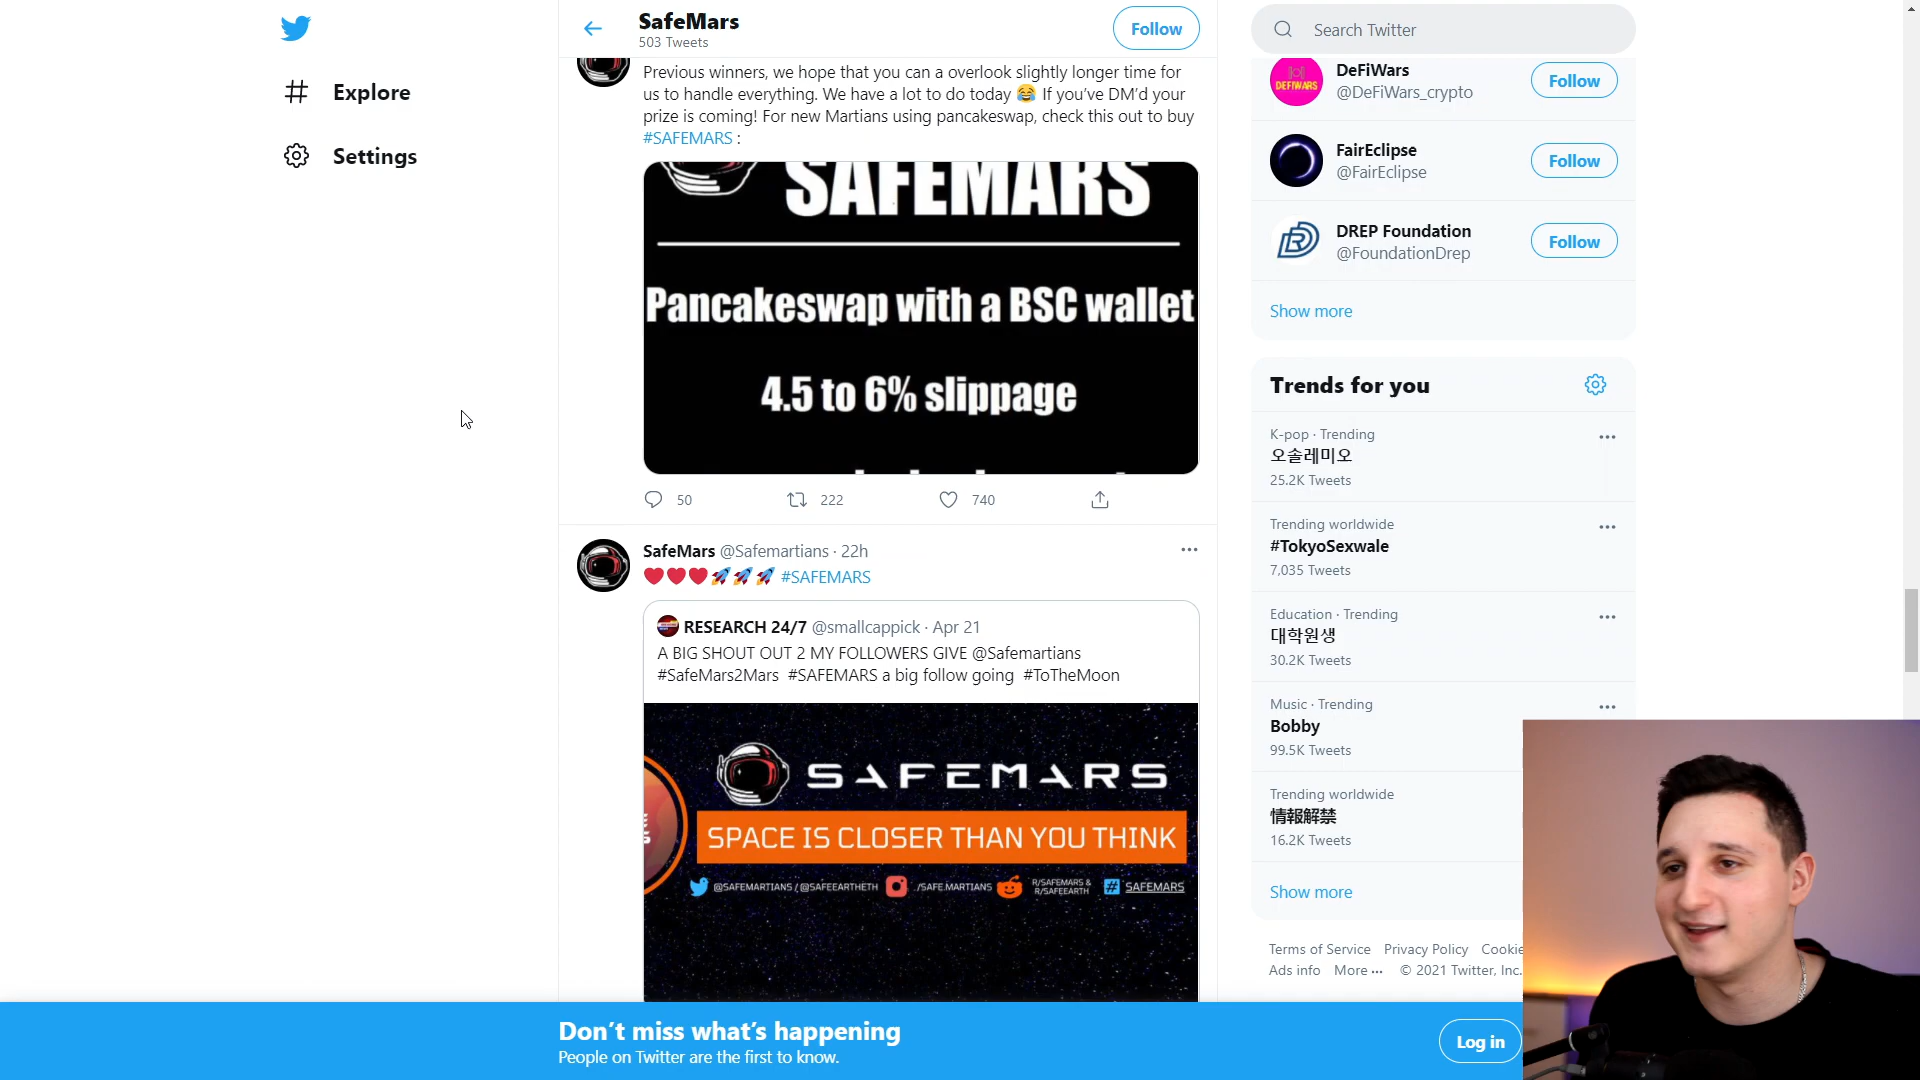 Explore
Settings
SafeMars
503 Tweets
Follow
Previous winners, we hope that you can a overlook slightly longer time for
us to handle everything. We have a lot to do today 😂 If you’ve DM’d your
prize is coming! For new Martians using pancakeswap, check this out to buy
#SAFEMARS :
SAFEMARS
Pancakeswap with a BSC wallet
4.5 to 6% slippage
50 222 740
SafeMars @Safemartians · 22h
❤️❤️❤️🚀🚀🚀 #SAFEMARS
RESEARCH 24/7 @smallcappick · Apr 21
A BIG SHOUT OUT 2 MY FOLLOWERS GIVE @Safemartians
#SafeMars2Mars #SAFEMARS a big follow going #ToTheMoon
SAFEMARS
SPACE IS CLOSER THAN YOU THINK
@SAFEMARTIANS / @SAFEEARTHETH /SAFE.MARTIANS R/SAFEMARS & # SAFEMARS
R/SAFEEARTH
Search Twitter
DeFiWars
@DeFiWars_crypto
Follow
DEFIWARS
FairEclipse
@FairEclipse
Follow
DREP Foundation
@FoundationDrep
Follow
Show more
Trends for you
K-pop · Trending
오솔레미오
25.2K Tweets
Trending worldwide
#TokyoSexwale
7,035 Tweets
Education · Trending
대학원생
30.2K Tweets
Music · Trending
Bobby
99.5K Tweets
Trending worldwide
情報解禁
16.2K Tweets
Show more
Terms of Service Privacy Policy Cookie
Ads info More ··· © 2021 Twitter, Inc.
Don’t miss what’s happening
People on Twitter are the first to know.
Log in